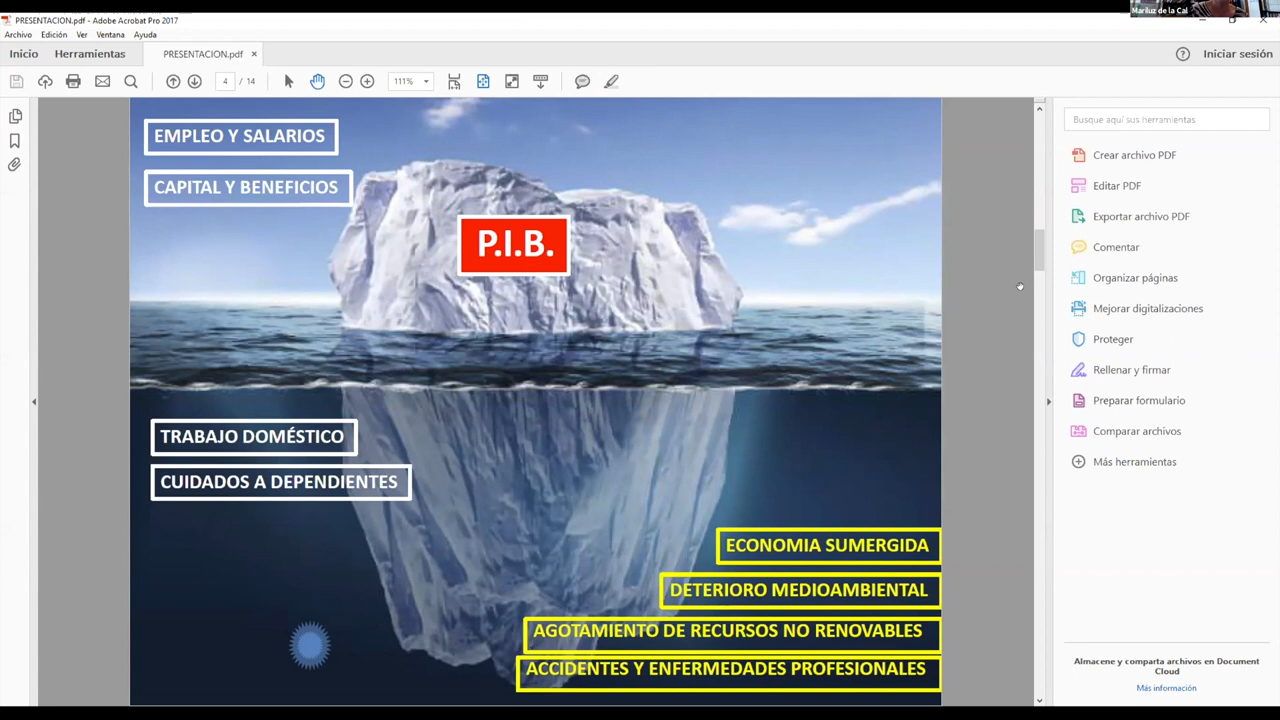 Mariluz de la Cal
PRESENTACION.pdf - Adobe Acrobat Pro 2017
Archivo Edición Ver Ventana Ayuda
Inicio Herramientas PRESENTACION.pdf × Iniciar sesión
4 / 14 111%
Busque aquí sus herramientas
Crear archivo PDF
Editar PDF
Exportar archivo PDF
Comentar
Organizar páginas
Mejorar digitalizaciones
Proteger
Rellenar y firmar
Preparar formulario
Comparar archivos
Más herramientas
Almacene y comparta archivos en Document
Cloud
Más información
EMPLEO Y SALARIOS
CAPITAL Y BENEFICIOS
P.I.B.
TRABAJO DOMÉSTICO
CUIDADOS A DEPENDIENTES
ECONOMIA SUMERGIDA
DETERIORO MEDIOAMBIENTAL
AGOTAMIENTO DE RECURSOS NO RENOVABLES
ACCIDENTES Y ENFERMEDADES PROFESIONALES